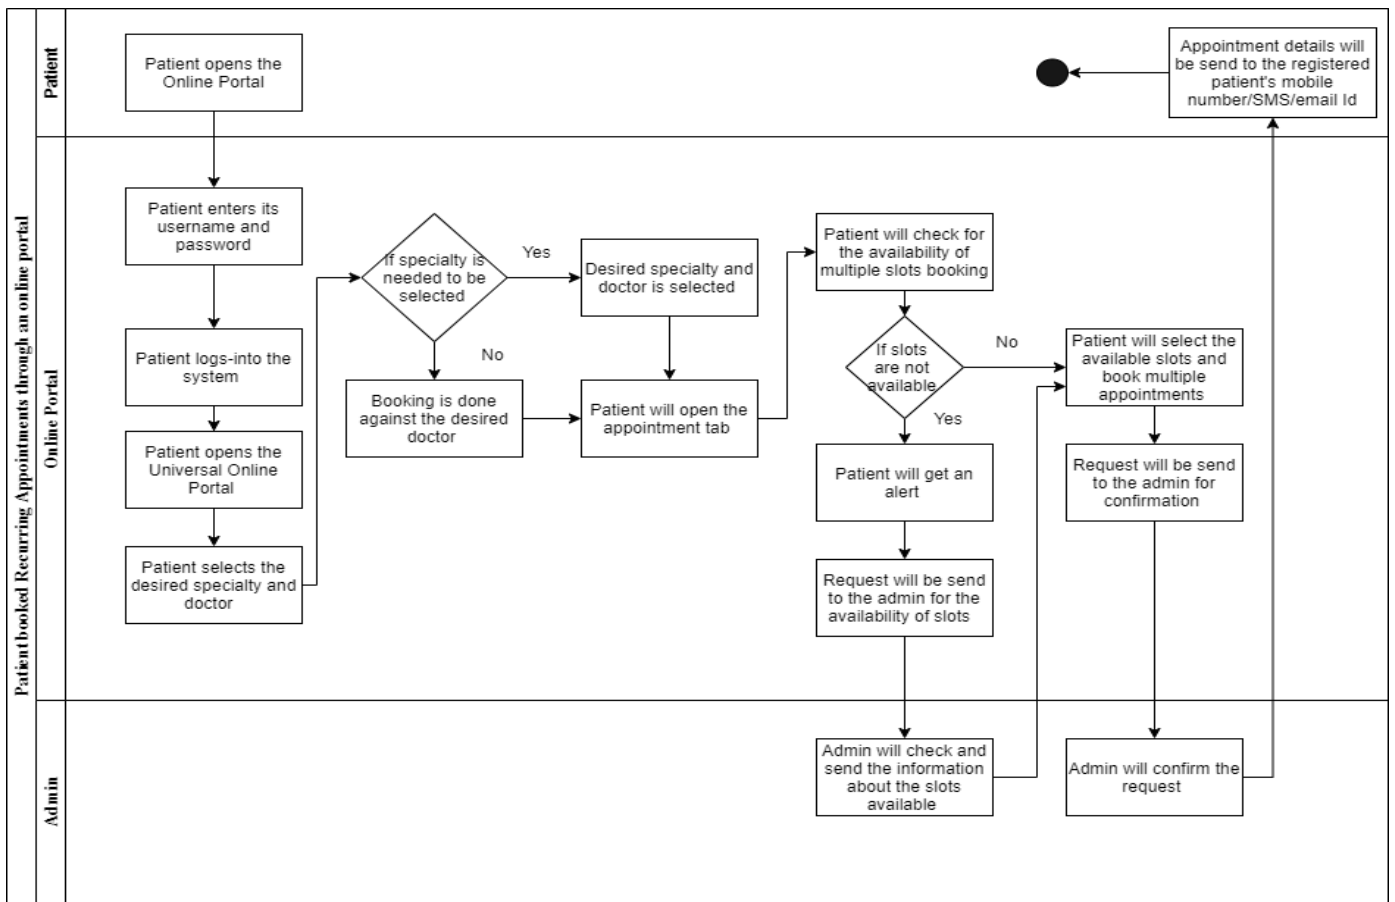 Patient booked Recurring Appointments through an online portal
Patient
Patient opens the
Online Portal
Appointment details will
be send to the registered
patient's mobile
number/SMS/email Id
Online Portal
Patient enters its
username and
password
Patient logs-into the
system
Patient opens the
Universal Online
Portal
Patient selects the
desired specialty and
doctor
If specialty is
needed to be
selected
Yes
No
Desired specialty and
doctor is selected
Booking is done
against the desired
doctor
Patient will open the
appointment tab
Patient will check for
the availability of
multiple slots booking
If slots
are not
available
No
Yes
Patient will select the
available slots and
book multiple
appointments
Patient will get an
alert
Request will be send
to the admin for
confirmation
Request will be send
to the admin for the
availability of slots
Admin
Admin will check and
send the information
about the slots
available
Admin will confirm the
request